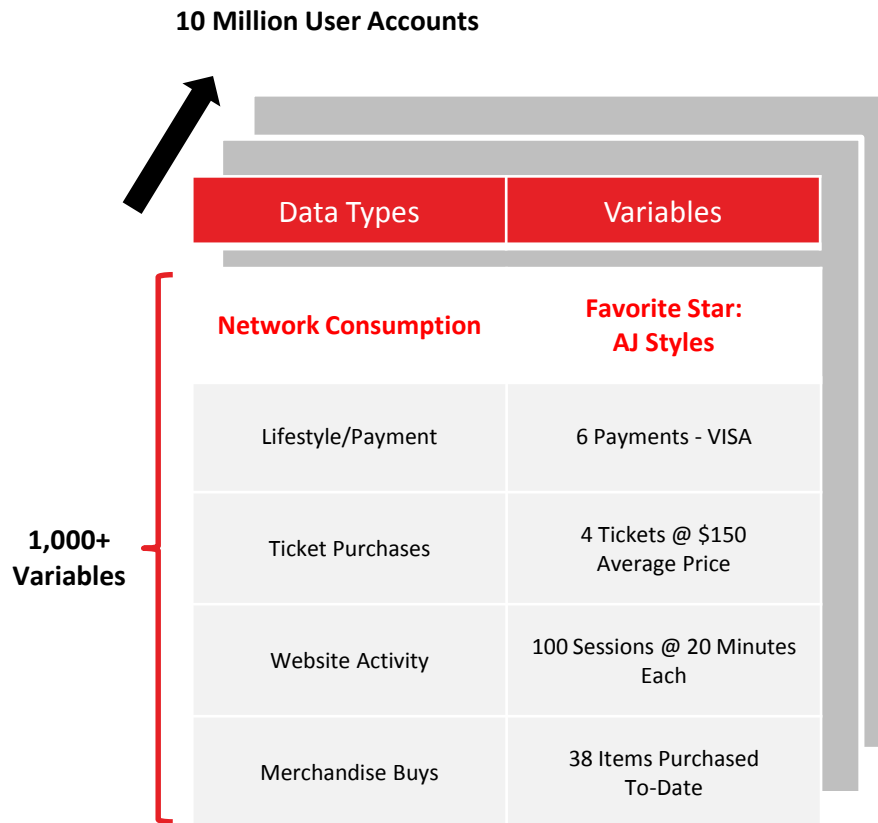 10 Million User Accounts
Data Types
Variables
Network Consumption
Favorite Star:
AJ Styles
Lifestyle/Payment
6 Payments - VISA
1,000+
Variables
Ticket Purchases
4 Tickets @ $150
Average Price
Website Activity
100 Sessions @ 20 Minutes
Each
Merchandise Buys
38 Items Purchased
To-Date